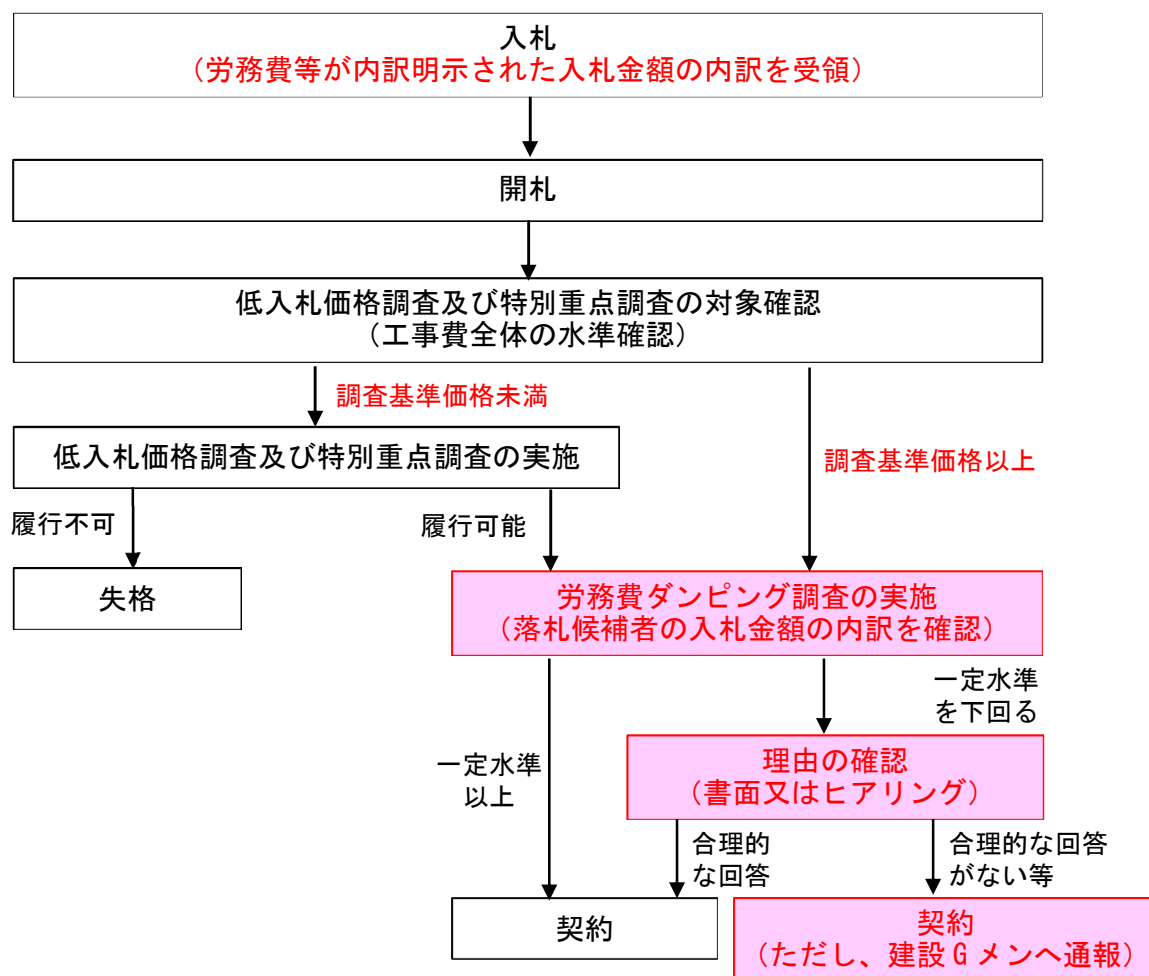 入札
（労務費等が内訳明示された入札金額の内訳を受領）
開札
低入札価格調査及び特別重点調査の対象確認
（工事費全体の水準確認）
調査基準価格未満
低入札価格調査及び特別重点調査の実施
調査基準価格以上
履行不可
履行可能
失格
労務費ダンピング調査の実施
（落札候補者の入札金額の内訳を確認）
一定水準
を下回る
一定水準
以上
理由の確認
（書面又はヒアリング）
合理的
な回答
合理的な回答
がない等
契約
契約
（ただし、建設Gメンへ通報）